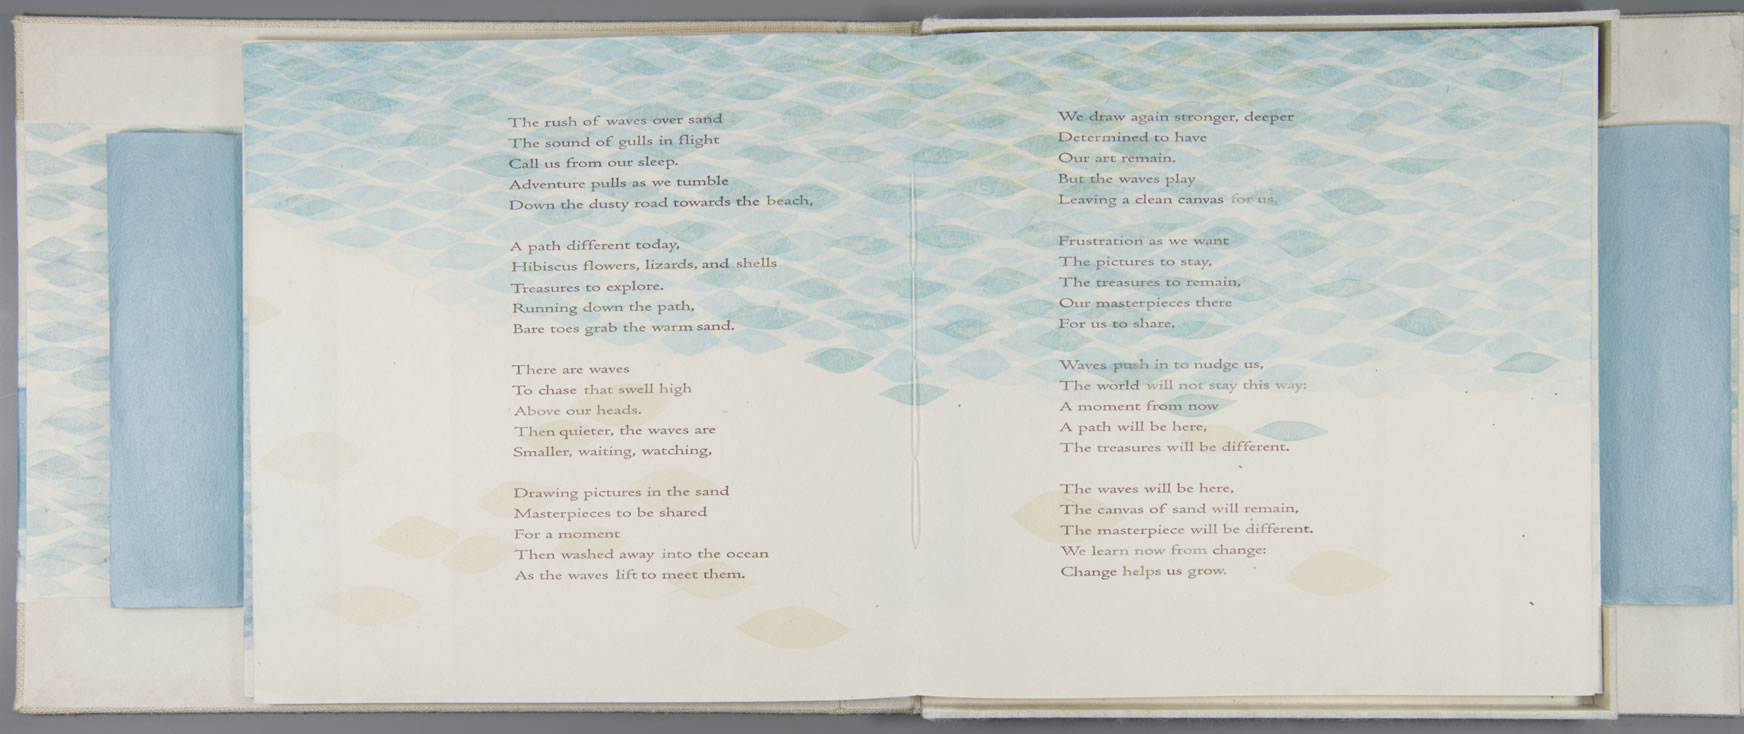 The rush of waves over sand
The sound of gulls in flight
Call us from our sleep.
Adventure pulls as we tumble
Down the dusty road towards the beach,
A path different today,
Hibiscus flowers, lizards, and shells
Treasures to explore.
Running down the path,
Bare toes grab the warm sand.
There are waves
To chase that swell high
Above our heads.
Then quieter, the waves are
Smaller, waiting, watching,
Drawing pictures in the sand
Masterpieces to be shared
For a moment
Then washed away into the ocean
As the waves lift to meet them.
We draw again stronger, deeper
Determined to have
Our art remain.
But the waves play
Leaving a clean canvas for us,
Frustration as we want
The pictures to stay,
The treasures to remain,
Our masterpieces there
For us to share.
Waves push in to nudge us,
The world will not stay this way:
A moment from now
A path will be here,
The treasures will be different.
The waves will be here,
The canvas of sand will remain,
The masterpiece will be different.
We learn now from change:
Change helps us grow.